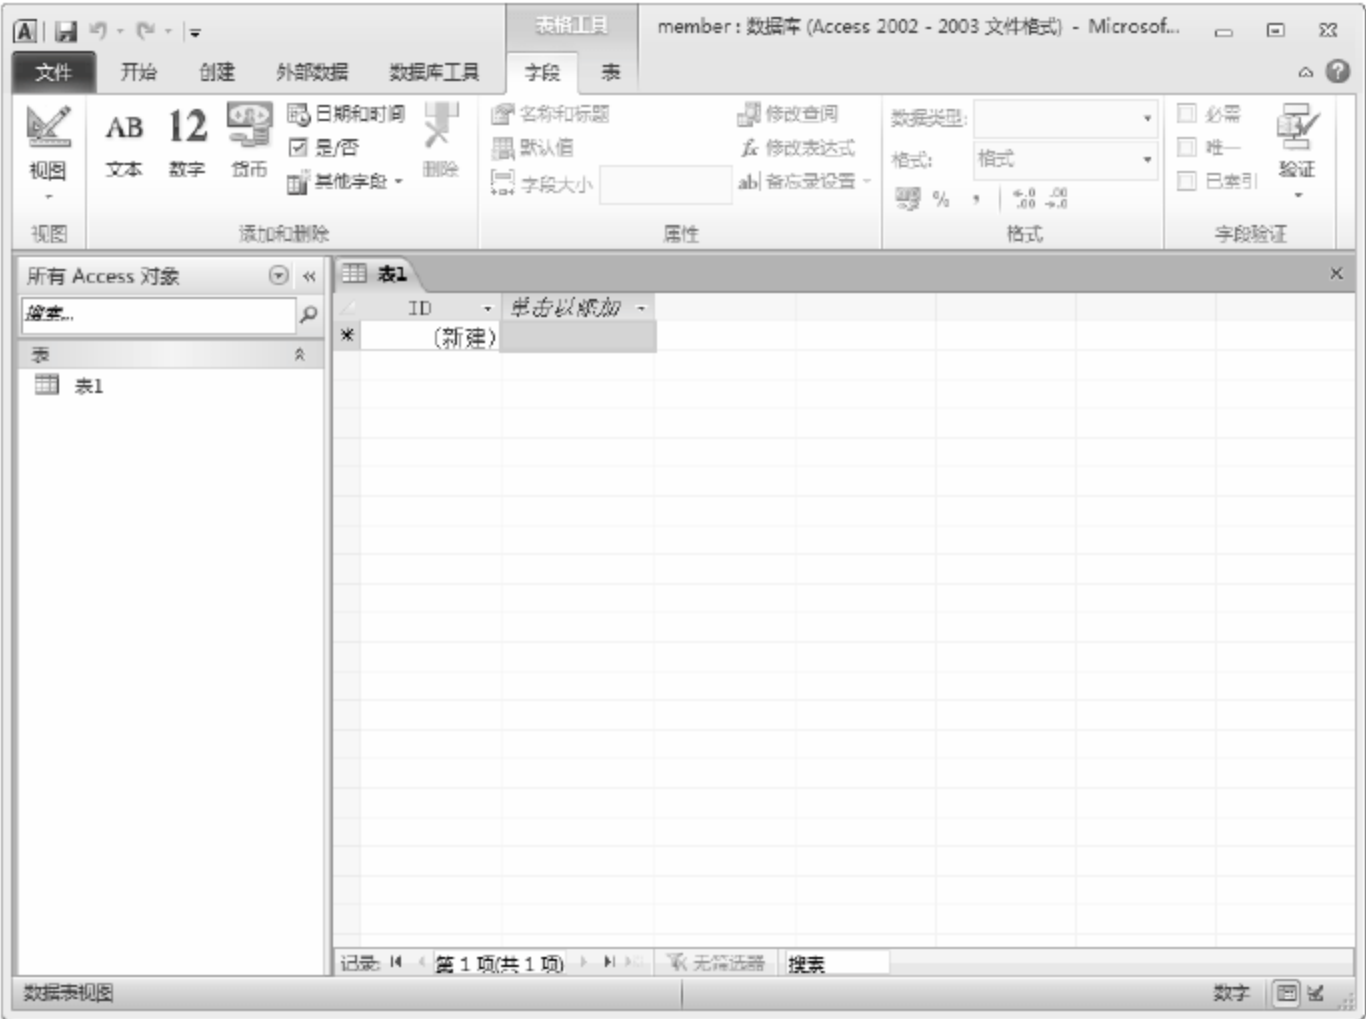 表格工具
member : 数据库 (Access 2002 - 2003 文件格式) - Microsof...
文件 开始 创建 外部数据 数据库工具 字段 表
视图
AB 文本
12 数字
货币
日期和时间
是/否
其他字段
删除
名称和标题
默认值
字段大小
修改查阅
fx 修改表达式
ab| 备忘录设置
数据类型:
格式: 格式
% , .0 .00 .00 .0
必需
唯一
已索引
验证
视图 添加和删除 属性 格式 字段验证
所有 Access 对象 «
搜索...
表
表1
表1
ID 单击以添加
* (新建)
记录: 第 1 项(共 1 项) 无筛选器 搜索
数据表视图 数字